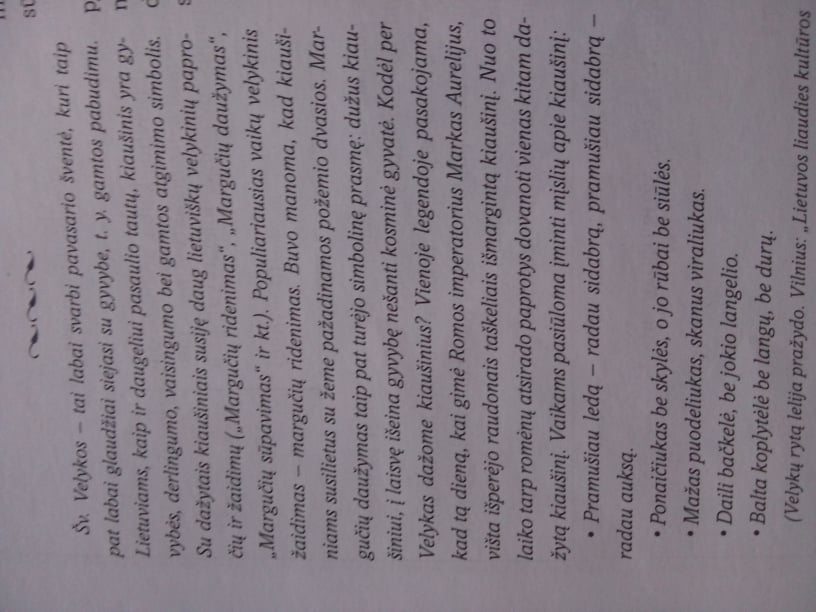 Šv. Velykos – tai labai svarbi pavasario šventė, kuri taip
pat labai glaudžiai siejasi su gyvybe, t. y. gamtos pabudimu.
Lietuviams, kaip ir daugeliui pasaulio tautų, kiaušinis yra gy-
vybės, derlingumo, vaisingumo bei gamtos atgimimo simbolis.
Su dažytais kiaušiniais susiję daug lietuviškų velykinių papro-
čių ir žaidimų („Margučių ridenimas“, „Margučių daužymas“,
„Margučių sūpavimas“ ir kt.). Populiariausias vaikų velykinis
žaidimas – margučių ridenimas. Buvo manoma, kad kiauši-
niams susilietus su žeme pažadinamos požemio dvasios. Mar-
gučių daužymas taip pat turėjo simbolinę prasmę: dužus kiau-
šiniui, į laisvę išeina gyvybę nešanti kosminė gyvatė. Kodėl per
Velykas dažome kiaušinius? Vienoje legendoje pasakojama,
kad tą dieną, kai gimė Romos imperatorius Markas Aurelijus,
višta išperėjo raudonais taškeliais išmargintą kiaušinį. Nuo to
laiko tarp romėnų atsirado paprotys dovanoti vienas kitam da-
žytą kiaušinį. Vaikams pasiūloma įminti mįslių apie kiaušinį:
• Pramušiau ledą – radau sidabrą, pramušiau sidabrą –
radau auksą.
• Ponaičiukas be skylės, o jo rūbai be siūlės.
• Mažas puodeliukas, skanus viraliukas.
• Daili bačkelė, be jokio langelio.
• Balta koplytėlė be langų, be durų.
(Velykų rytą lelija pražydo. Vilnius: „Lietuvos liaudies kultūros